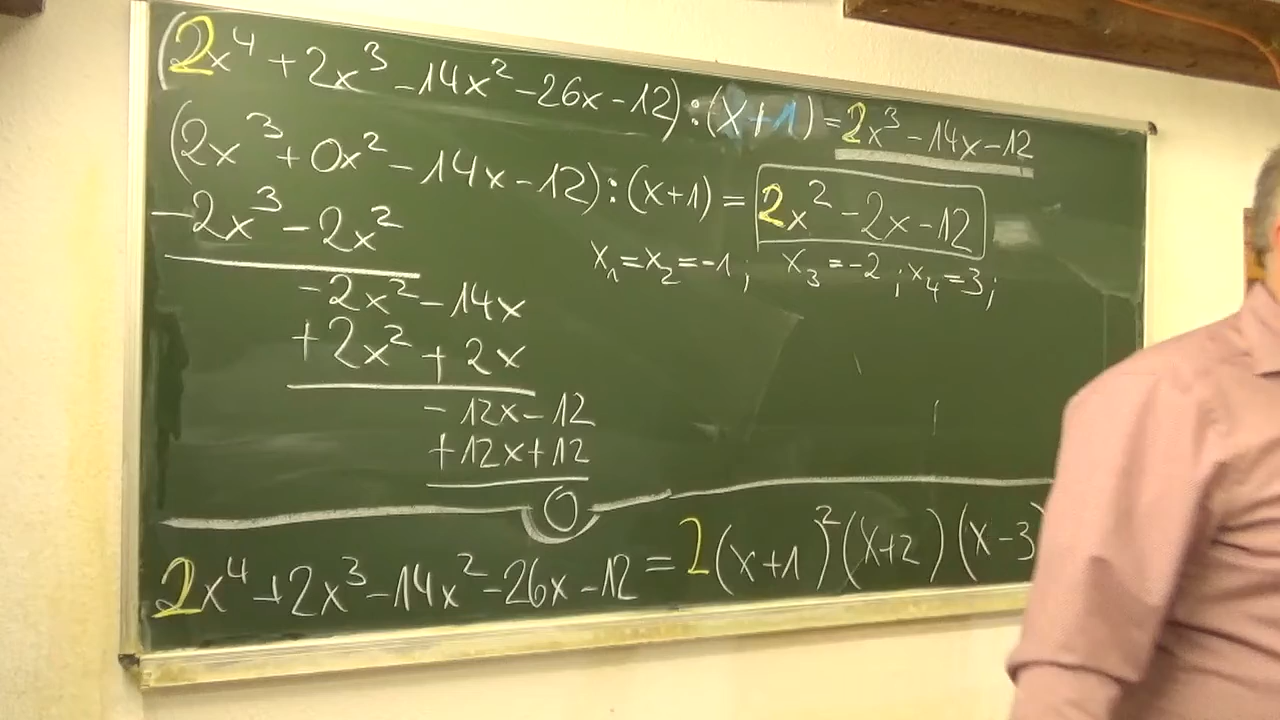 (2x⁴ + 2x³ - 14x² - 26x - 12) : (x+1) = 2x³ - 14x - 12
(2x³ + 0x² - 14x - 12) : (x+1) = 2x² - 2x - 12
-2x³ - 2x²
x₁ = x₂ = -1 ; x₃ = -2 ; x₄ = 3 ;
-2x² - 14x
+2x² + 2x
-12x - 12
+12x + 12
0
2x⁴ + 2x³ - 14x² - 26x - 12 = 2(x+1)²(x+2)(x-3)